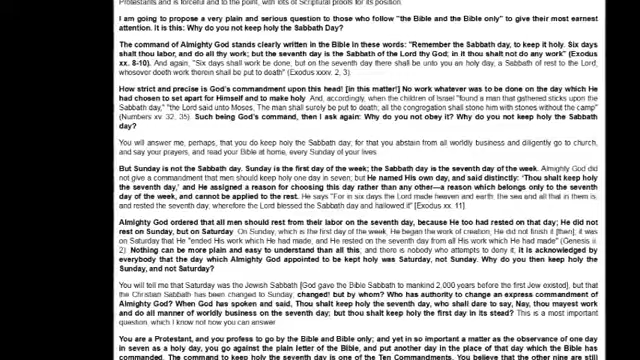 Protestants and is forceful and to the point, with lots of Scriptural proofs for its position.
I am going to propose a very plain and serious question to those who follow "the Bible and the Bible only" to give their most earnest
attention. It is this: Why do you not keep holy the Sabbath Day?
The command of Almighty God stands clearly written in the Bible in these words: "Remember the Sabbath day, to keep it holy. Six days
shalt thou labor, and do all thy work; but the seventh day is the Sabbath of the Lord thy God; in it thou shalt not do any work" (Exodus
xx. 8-10). And again, "Six days shall work be done; but on the seventh day there shall be unto you an holy day, a Sabbath of rest to the Lord,
whosoever doeth work therein shall be put to death" (Exodus xxxv. 2, 3).
How strict and precise is God's commandment upon this head! [in this matter!] No work whatever was to be done on the day which He
had chosen to set apart for Himself and to make holy. And, accordingly, when the children of Israel "found a man that gathered sticks upon the
Sabbath day," "the Lord said unto Moses, The man shall surely be put to death; all the congregation shall stone him with stones without the camp"
(Numbers xv. 32, 35). Such being God's command, then I ask again: Why do you not obey it? Why do you not keep holy the Sabbath
day?
You will answer me, perhaps, that you do keep holy the Sabbath day, for that you abstain from all worldly business and diligently go to church,
and say your prayers, and read your Bible at home, every Sunday of your lives.
But Sunday is not the Sabbath day. Sunday is the first day of the week; the Sabbath day is the seventh day of the week. Almighty God did
not give a commandment that men should keep holy one day in seven; but He named His own day, and said distinctly: 'Thou shalt keep holy
the seventh day,' and He assigned a reason for choosing this day rather than any other—a reason which belongs only to the seventh
day of the week, and cannot be applied to the rest. He says "For in six days the Lord made heaven and earth, the sea and all that in them is,
and rested the seventh day, wherefore the Lord blessed the Sabbath day and hallowed it" [Exodus xx. 11]
Almighty God ordered that all men should rest from their labor on the seventh day, because He too had rested on that day; He did not
rest on Sunday, but on Saturday. On Sunday, which is the first day of the week, He began the work of creation; He did not finish it [then]; it was
on Saturday that He "ended His work which He had made, and He rested on the seventh day from all His work which He had made" (Genesis ii.
2). Nothing can be more plain and easy to understand than all this; and there is nobody who attempts to deny it; it is acknowledged by
everybody that the day which Almighty God appointed to be kept holy was Saturday, not Sunday. Why do you then keep holy the
Sunday, and not Saturday?
You will tell me that Saturday was the Jewish Sabbath [God gave the Bible Sabbath to mankind 2,000 years before the first Jew existed], but that
the Christian Sabbath has been changed to Sunday, changed! but by whom? Who has authority to change an express commandment of
Almighty God? When God has spoken and said, Thou shalt keep holy the seventh day, who shall dare to say, Nay, thou mayest work
and do all manner of worldly business on the seventh day; but thou shalt keep holy the first day in its stead? This is a most important
question, which I know not how you can answer.
You are a Protestant, and you profess to go by the Bible and the Bible only; and yet in so important a matter as the observance of one
day in seven as a holy day, you go against the plain letter of the Bible, and put another day in the place of that day which the Bible has
commanded. The command to keep holy the seventh day is one of the Ten Commandments. You believe that the other nine are still